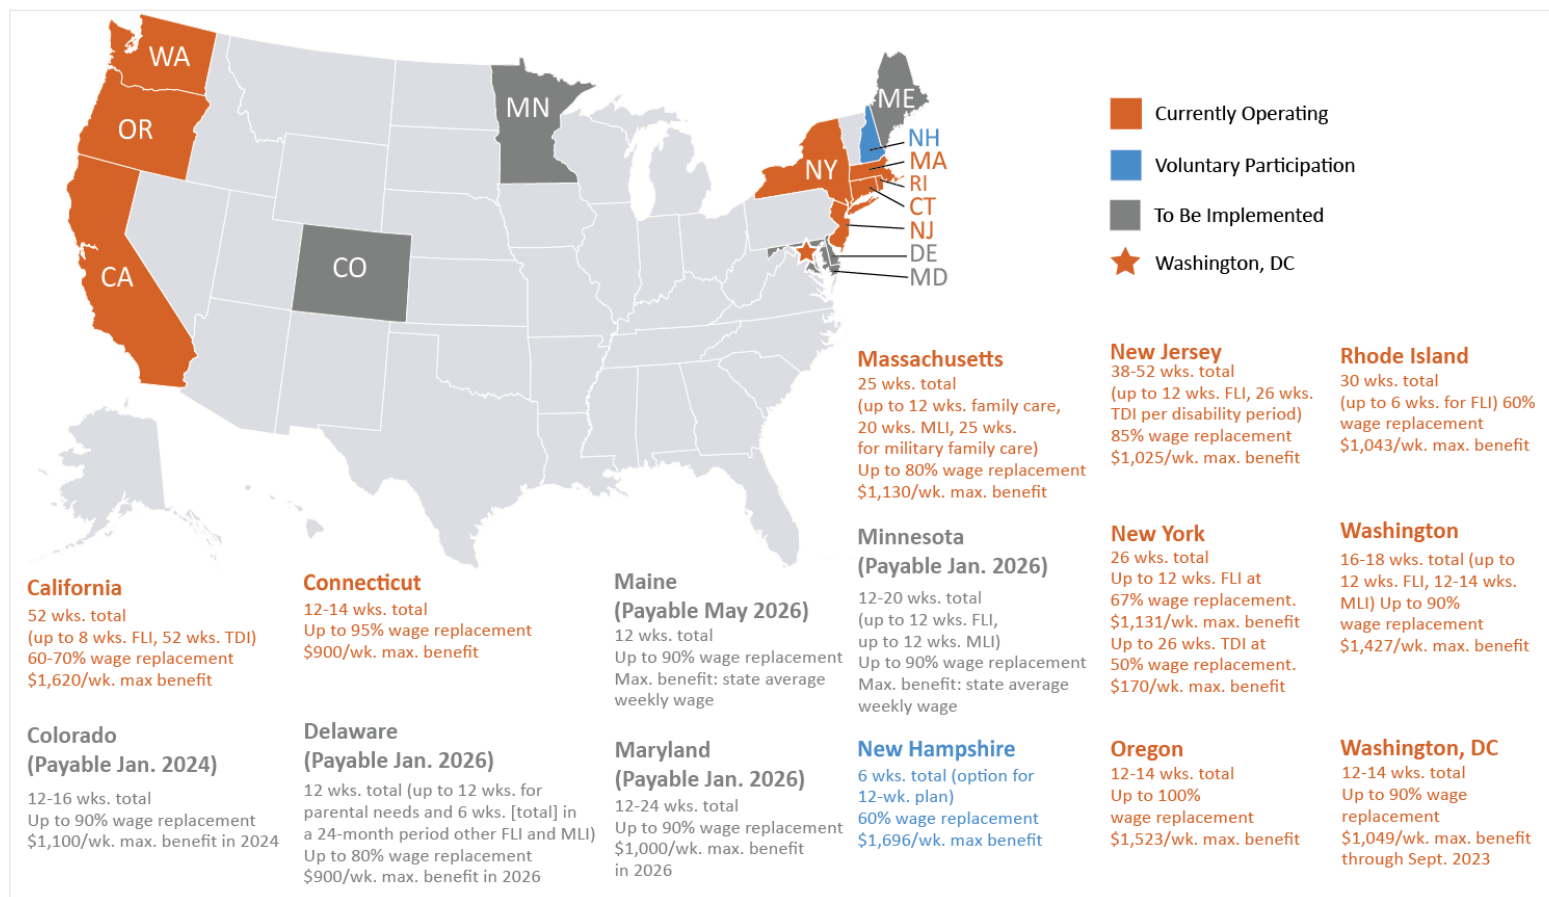 WA
OR
CA
CO
MN
NY
ME
NH
MA
RI
CT
NJ
DE
MD
Currently Operating
Voluntary Participation
To Be Implemented
Washington, DC
Massachusetts
25 wks. total
(up to 12 wks. family care,
20 wks. MLI, 25 wks.
for military family care)
Up to 80% wage replacement
$1,130/wk. max. benefit
New Jersey
38-52 wks. total
(up to 12 wks. FLI, 26 wks.
TDI per disability period)
85% wage replacement
$1,025/wk. max. benefit
Rhode Island
30 wks. total
(up to 6 wks. for FLI) 60%
wage replacement
$1,043/wk. max. benefit
California
52 wks. total
(up to 8 wks. FLI, 52 wks. TDI)
60-70% wage replacement
$1,620/wk. max benefit
Connecticut
12-14 wks. total
Up to 95% wage replacement
$900/wk. max. benefit
Maine
(Payable May 2026)
12 wks. total
Up to 90% wage replacement
Max. benefit: state average
weekly wage
Minnesota
(Payable Jan. 2026)
12-20 wks. total
(up to 12 wks. FLI,
up to 12 wks. MLI)
Up to 90% wage replacement
Max. benefit: state average
weekly wage
New York
26 wks. total
Up to 12 wks. FLI at
67% wage replacement.
$1,131/wk. max. benefit
Up to 26 wks. TDI at
50% wage replacement.
$170/wk. max. benefit
Washington
16-18 wks. total (up to
12 wks. FLI, 12-14 wks.
MLI) Up to 90%
wage replacement
$1,427/wk. max. benefit
Colorado
(Payable Jan. 2024)
12-16 wks. total
Up to 90% wage replacement
$1,100/wk. max. benefit in 2024
Delaware
(Payable Jan. 2026)
12 wks. total (up to 12 wks. for
parental needs and 6 wks. [total] in
a 24-month period other FLI and MLI)
Up to 80% wage replacement
$900/wk. max. benefit in 2026
Maryland
(Payable Jan. 2026)
12-24 wks. total
Up to 90% wage replacement
$1,000/wk. max. benefit
in 2026
New Hampshire
6 wks. total (option for
12-wk. plan)
60% wage replacement
$1,696/wk. max benefit
Oregon
12-14 wks. total
Up to 100%
wage replacement
$1,523/wk. max. benefit
Washington, DC
12-14 wks. total
Up to 90% wage
replacement
$1,049/wk. max. benefit
through Sept. 2023